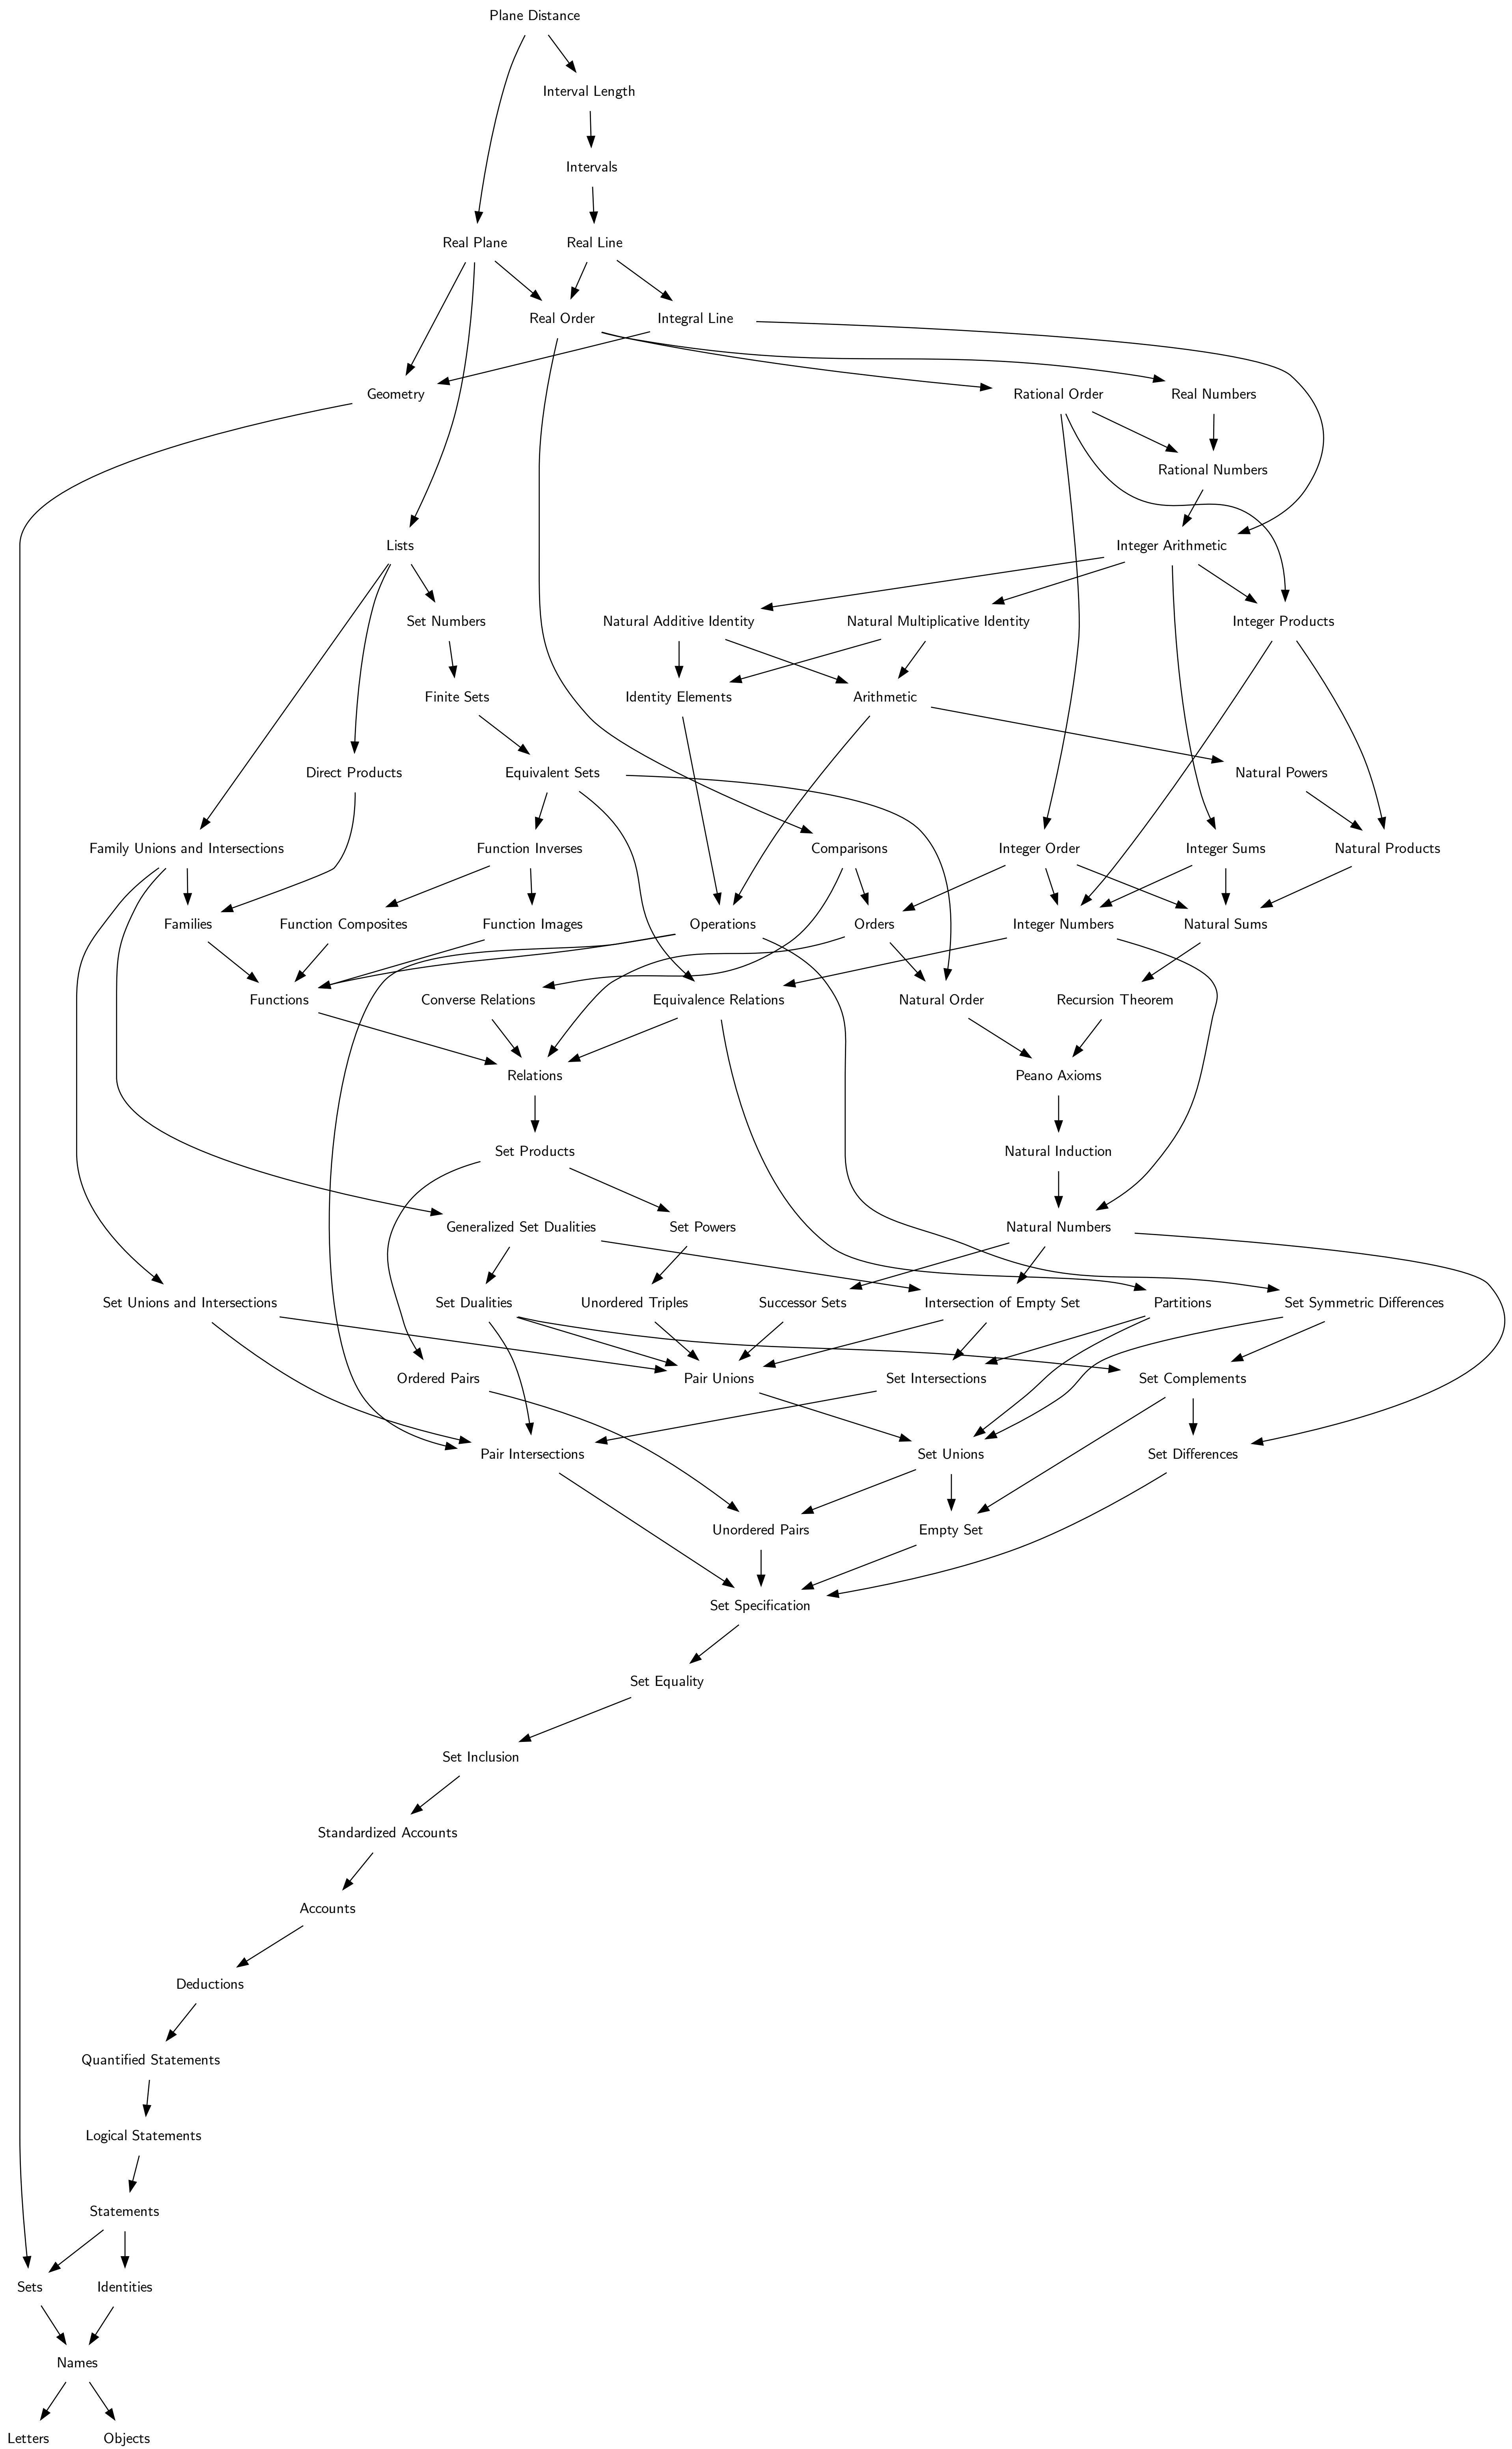 Plane Distance
Interval Length
Intervals
Real Plane
Real Line
Real Order
Integral Line
Geometry
Rational Order
Real Numbers
Rational Numbers
Lists
Integer Arithmetic
Set Numbers
Natural Additive Identity
Natural Multiplicative Identity
Integer Products
Finite Sets
Identity Elements
Arithmetic
Direct Products
Equivalent Sets
Natural Powers
Family Unions and Intersections
Function Inverses
Comparisons
Integer Order
Integer Sums
Natural Products
Families
Function Composites
Function Images
Operations
Orders
Integer Numbers
Natural Sums
Functions
Converse Relations
Equivalence Relations
Natural Order
Recursion Theorem
Relations
Peano Axioms
Set Products
Natural Induction
Generalized Set Dualities
Set Powers
Natural Numbers
Set Unions and Intersections
Set Dualities
Unordered Triples
Successor Sets
Intersection of Empty Set
Partitions
Set Symmetric Differences
Ordered Pairs
Pair Unions
Set Intersections
Set Complements
Pair Intersections
Set Unions
Set Differences
Unordered Pairs
Empty Set
Set Specification
Set Equality
Set Inclusion
Standardized Accounts
Accounts
Deductions
Quantified Statements
Logical Statements
Statements
Sets
Identities
Names
Letters
Objects